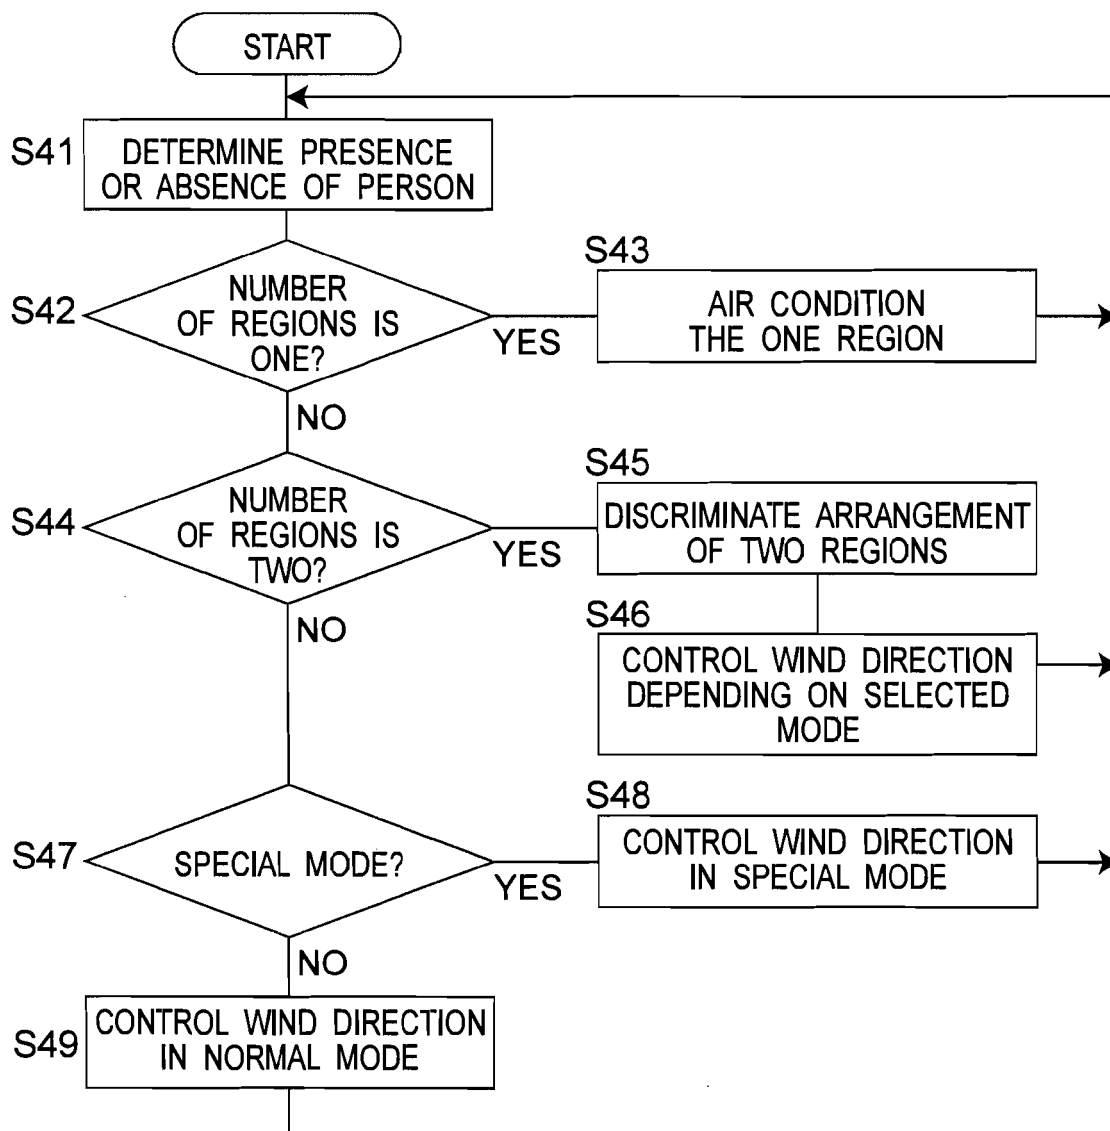 START
S41
DETERMINE PRESENCE
OR ABSENCE OF PERSON
S42
NUMBER
OF REGIONS IS
ONE?
YES
S43
AIR CONDITION
THE ONE REGION
NO
S44
NUMBER
OF REGIONS IS
TWO?
YES
S45
DISCRIMINATE ARRANGEMENT
OF TWO REGIONS
NO
S46
CONTROL WIND DIRECTION
DEPENDING ON SELECTED
MODE
S47
SPECIAL MODE?
YES
S48
CONTROL WIND DIRECTION
IN SPECIAL MODE
NO
S49
CONTROL WIND DIRECTION
IN NORMAL MODE